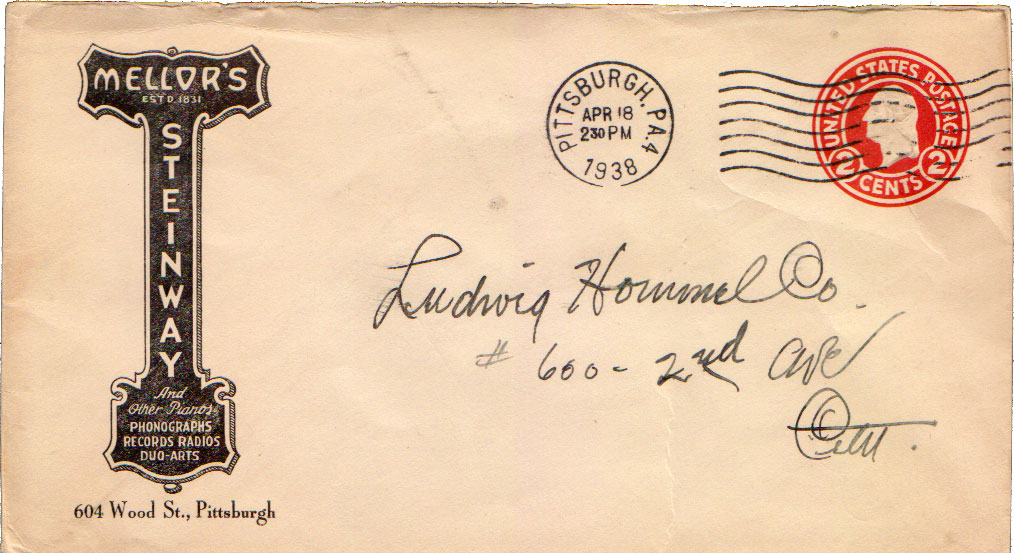 MELLOR'S
ESTD. 1831
STEINWAY
And
Other Pianos
PHONOGRAPHS
RECORDS RADIOS
DUO-ARTS
604 Wood St., Pittsburgh
PITTSBURGH, PA. 4
APR 18
230 PM
1938
UNITED STATES POSTAGE
2 CENTS 2
Ludwig Hommel Co.
# 600 - 2nd Ave
City.